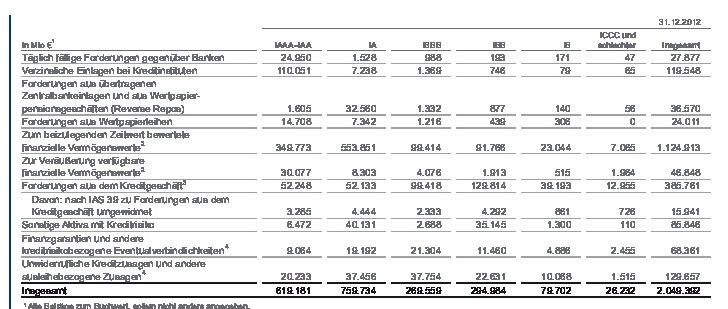 31.12.2012
In Mio €¹ iAAA–iAA iA iBBB iBB iB iCCC und schlechter Insgesamt
Täglich fällige Forderungen gegenüber Banken 24.950 1.528 988 193 171 47 27.877
Verzinsliche Einlagen bei Kreditinstituten 110.051 7.238 1.369 746 79 65 119.548
Forderungen aus übertragenen
Zentralbankeinlagen und aus Wertpapier-
pensionsgeschäften (Reverse Repos) 1.605 32.560 1.332 877 140 56 36.570
Forderungen aus Wertpapierleihen 14.708 7.342 1.216 439 306 0 24.011
Zum beizulegenden Zeitwert bewertete
finanzielle Vermögenswerte² 349.773 553.851 99.414 91.766 23.044 7.065 1.124.913
Zur Veräußerung verfügbare
finanzielle Vermögenswerte² 30.077 8.303 4.076 1.913 515 1.964 46.848
Forderungen aus dem Kreditgeschäft³ 52.248 52.133 99.418 129.814 39.193 12.955 385.761
Davon: nach IAS 39 zu Forderungen aus dem
Kreditgeschäft umgewidmet 3.285 4.444 2.333 4.292 861 726 15.941
Sonstige Aktiva mit Kreditrisiko 6.472 40.131 2.688 35.145 1.300 110 85.846
Finanzgarantien und andere
kreditrisikobezogene Eventualverbindlichkeiten⁴ 9.064 19.192 21.304 11.460 4.886 2.455 68.361
Unwiderrufliche Kreditzusagen und andere
ausleihebezogene Zusagen⁴ 20.233 37.456 37.754 22.631 10.068 1.515 129.657
Insgesamt 619.181 759.734 269.559 294.984 79.702 26.232 2.049.392
¹ Alle Beträge zum Buchwert, sofern nicht anders angegeben.